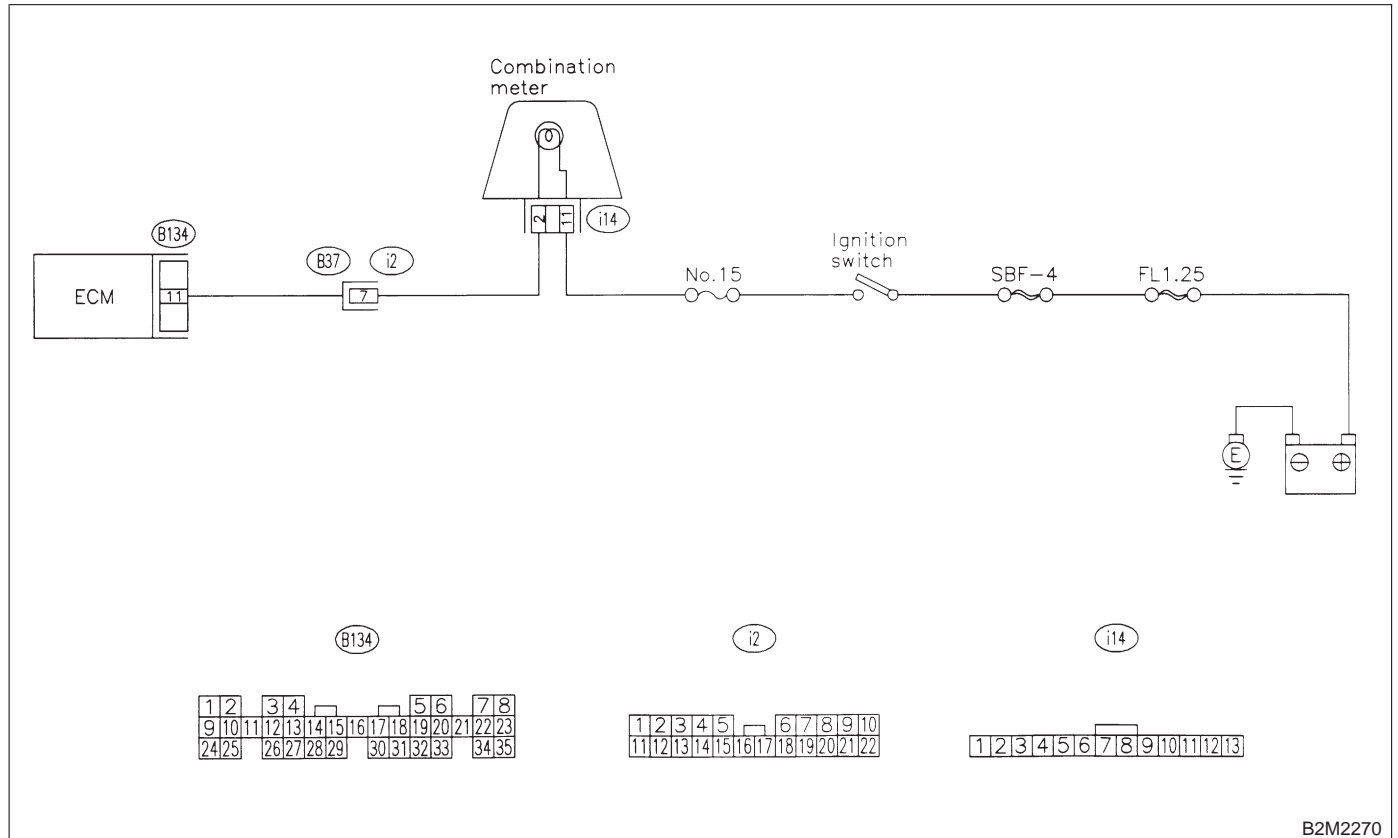 Combination
meter
B134
B37
i2
2
11
i14
ECM
11
7
No.15
Ignition
switch
SBF-4
FL1.25
E
⊖ ⊕
B134
i2
i14
1 2 3 4 5 6 7 8
9 10 11 12 13 14 15 16 17 18 19 20 21 22 23
24 25 26 27 28 29 30 31 32 33 34 35
1 2 3 4 5 6 7 8 9 10
11 12 13 14 15 16 17 18 19 20 21 22
1 2 3 4 5 6 7 8 9 10 11 12 13
B2M2270